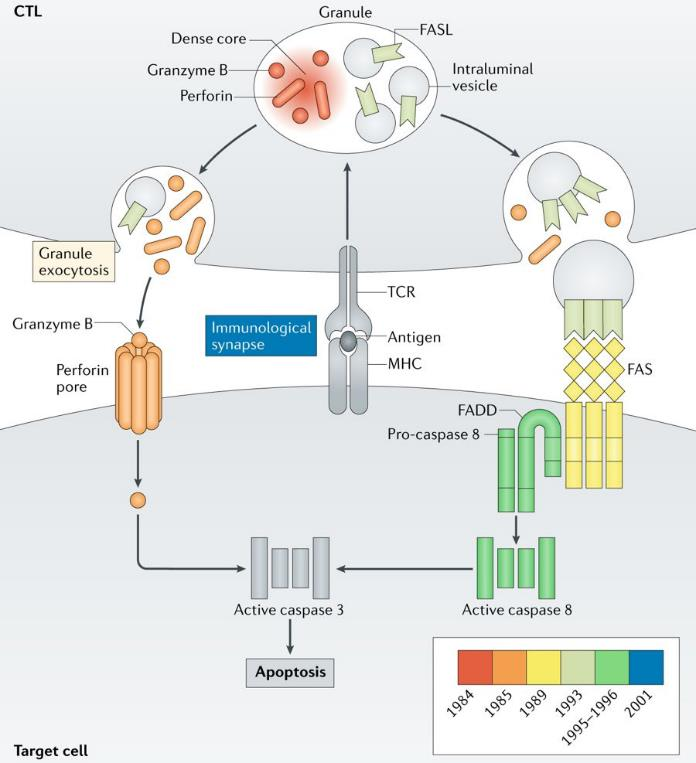 CTL
Granule
Dense core
FASL
Granzyme B
Intraluminal
vesicle
Perforin
Granule
exocytosis
TCR
Granzyme B
Immunological
synapse
Antigen
MHC
Perforin
pore
FAS
FADD
Pro-caspase 8
Active caspase 3
Active caspase 8
Apoptosis
1984
1985
1989
1993
1995–1996
2001
Target cell